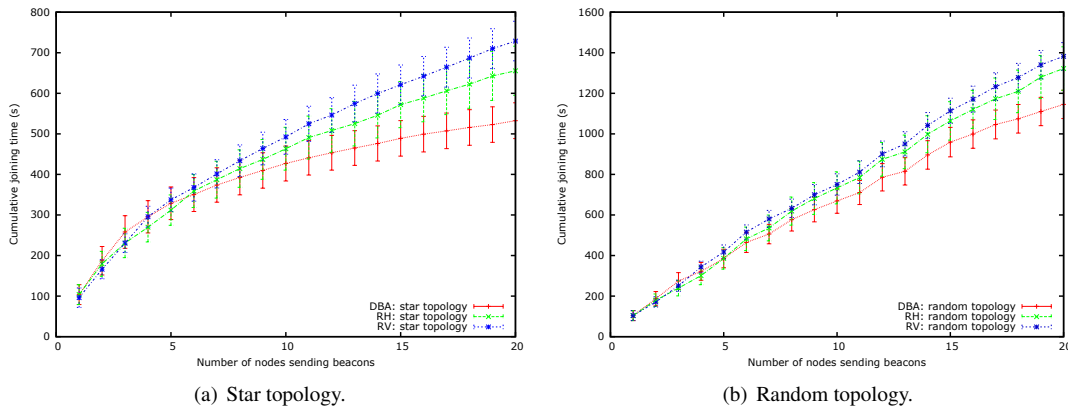 800
700
600
500
400
300
200
100
0
Cumulative joining time (s)
0 5 10 15 20
Number of nodes sending beacons
DBA: star topology
RH: star topology
RV: star topology
(a) Star topology.
1600
1400
1200
1000
800
600
400
200
0
Cumulative joining time (s)
0 5 10 15 20
Number of nodes sending beacons
DBA: random topology
RH: random topology
RV: random topology
(b) Random topology.